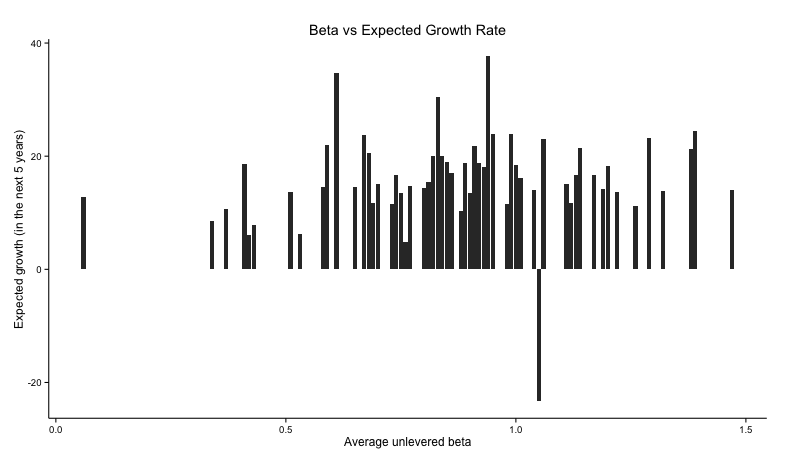 Beta vs Expected Growth Rate
Expected growth (in the next 5 years)
40
20
0
-20
0.0
0.5
1.0
1.5
Average unlevered beta